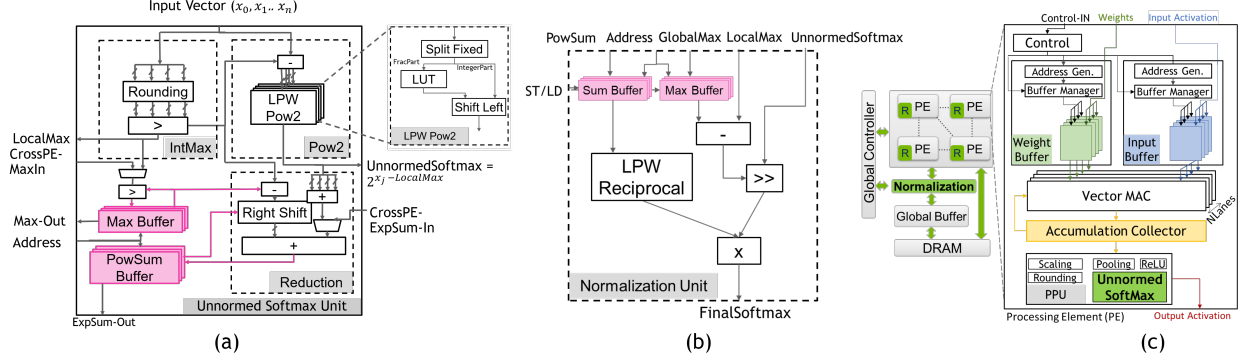 Input Vector (x₀, x₁.. xₙ)
Rounding
>
IntMax
-
LPW
Pow2
Pow2
Split Fixed
FracPart
IntegerPart
LUT
Shift Left
LPW Pow2
LocalMax
CrossPE-
MaxIn
>
Max-Out
Max Buffer
Address
PowSum
Buffer
ExpSum-Out
UnnormedSoftmax =
2^{xⱼ−LocalMax}
-
Right Shift
+
+
CrossPE-
ExpSum-In
Reduction
Unnormed Softmax Unit
(a)
PowSum
Address
GlobalMax
LocalMax
UnnormedSoftmax
ST/LD
Sum Buffer
Max Buffer
-
LPW
Reciprocal
>>
x
Normalization Unit
FinalSoftmax
(b)
Global Controller
R PE
R PE
R PE
R PE
Normalization
Global Buffer
DRAM
Control-IN
Weights
Input Activation
Control
Address Gen.
Buffer Manager
Address Gen.
Buffer Manager
Weight
Buffer
Input
Buffer
Vector MAC
NLanes
Accumulation Collector
Scaling
Rounding
PPU
Pooling
ReLU
Unnormed
SoftMax
Processing Element (PE)
Output Activation
(c)